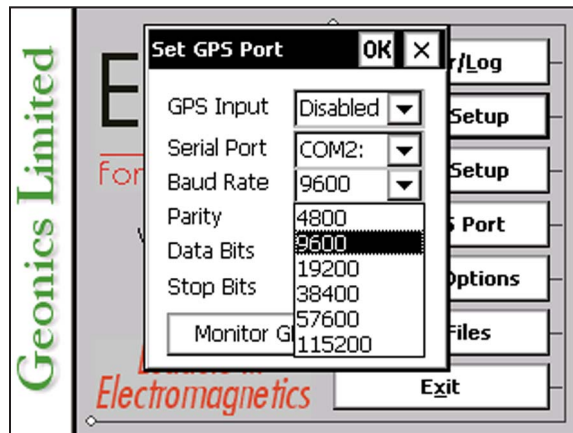 Geonics Limited
E
For
Set GPS Port OK ×
GPS Input Disabled
Serial Port COM2:
Baud Rate 9600
Parity
Data Bits
Stop Bits
4800
9600
19200
38400
57600
115200
Monitor G
r/Log
Setup
Setup
Port
Options
Files
Exit
Electromagnetics